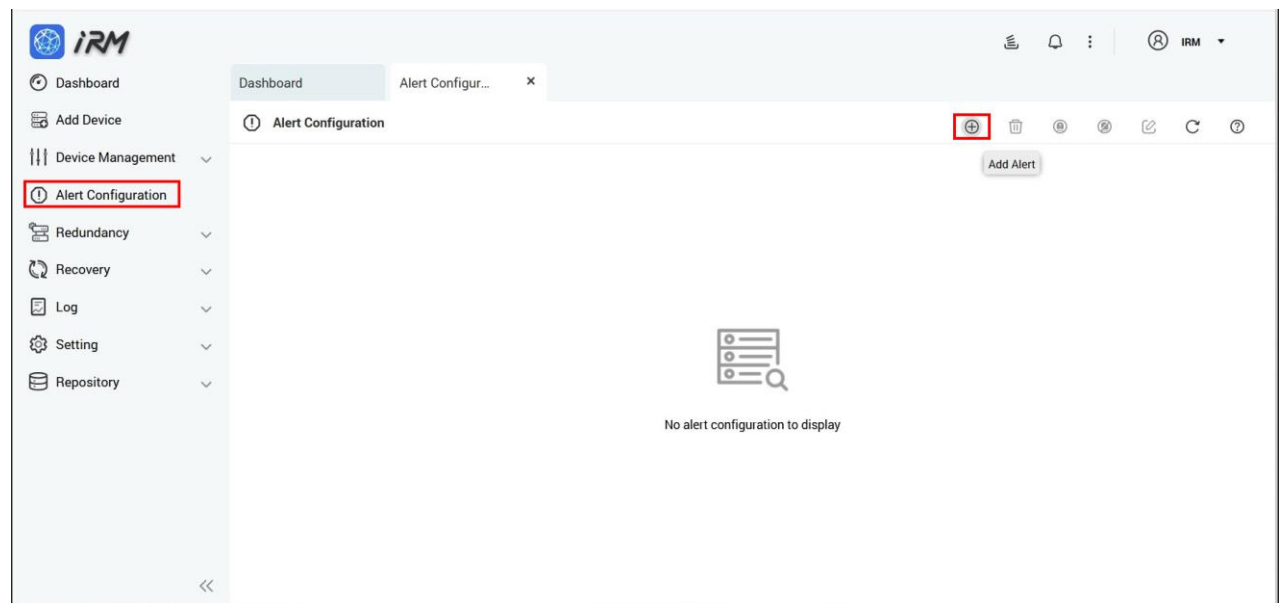 iRM
IRM
Dashboard
Add Device
Device Management
Alert Configuration
Redundancy
Recovery
Log
Setting
Repository
Dashboard
Alert Configur...
Alert Configuration
Add Alert
No alert configuration to display